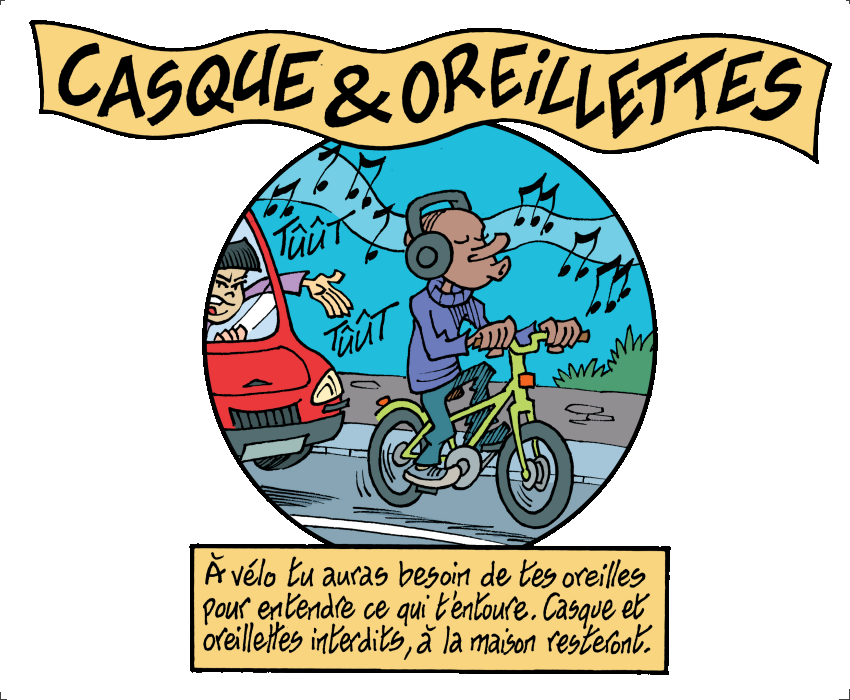 CASQUE & OREiLLETTES
TÛÛT
TÛÛT
À vélo tu auras besoin de tes oreilles
pour entendre ce qui t'entoure. Casque et
oreillettes interdits, à la maison resteront.